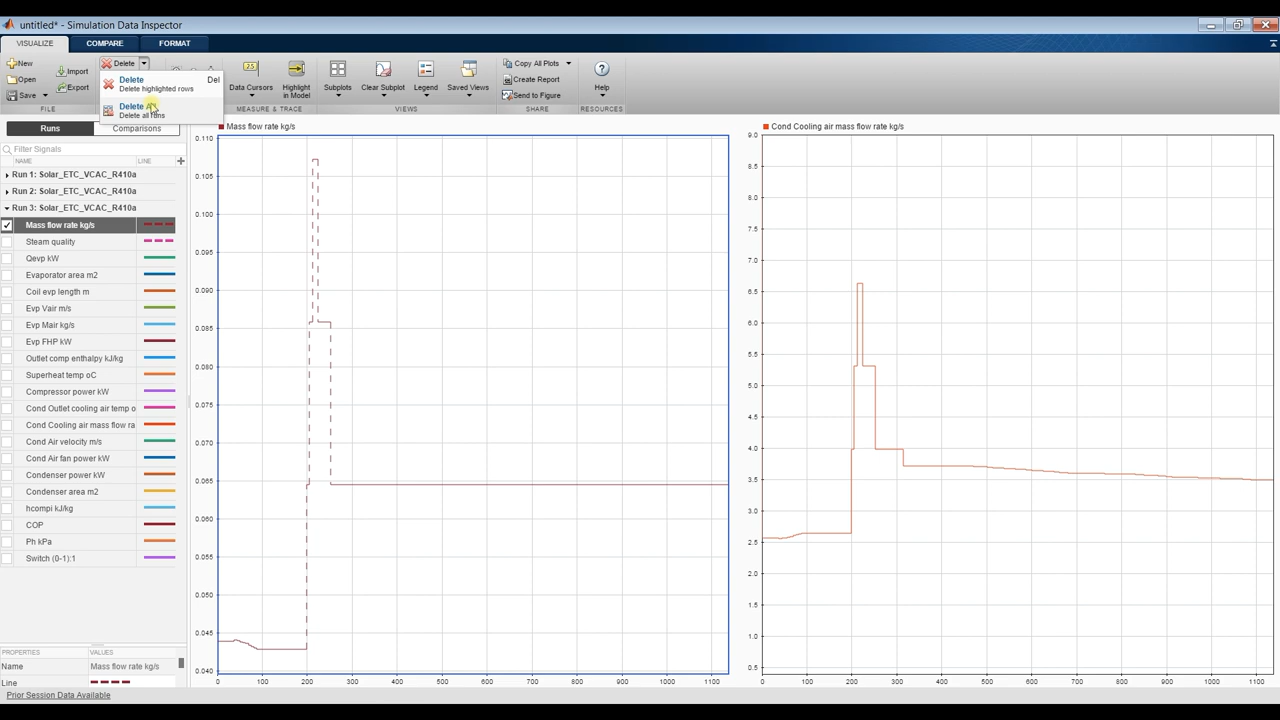 untitled* - Simulation Data Inspector
VISUALIZE COMPARE FORMAT
New
Open
Save
Import
Export
FILE
Delete
Delete Del
Delete highlighted rows
Delete
Delete all runs
Data Cursors
Highlight in Model
MEASURE & TRACE
Subplots
Clear Subplot
Legend
Saved Views
VIEWS
Copy All Plots
Create Report
Send to Figure
SHARE
Help
RESOURCES
Runs Comparisons
Filter Signals
NAME LINE
Run 1: Solar_ETC_VCAC_R410a
Run 2: Solar_ETC_VCAC_R410a
Run 3: Solar_ETC_VCAC_R410a
Mass flow rate kg/s
Steam quality
Qevp kW
Evaporator area m2
Coil evp length m
Evp Vair m/s
Evp Mair kg/s
Evp FHP kW
Outlet comp enthalpy kJ/kg
Superheat temp oC
Compressor power kW
Cond Outlet cooling air temp o
Cond Cooling air mass flow ra
Cond Air velocity m/s
Cond Air fan power kW
Condenser power kW
Condenser area m2
hcompi kJ/kg
COP
Ph kPa
Switch (0-1):1
PROPERTIES VALUES
Name Mass flow rate kg/s
Line
Prior Session Data Available
Mass flow rate kg/s
0.110
0.105
0.100
0.095
0.090
0.085
0.080
0.075
0.070
0.065
0.060
0.055
0.050
0.045
0.040
0 100 200 300 400 500 600 700 800 900 1000 1100
Cond Cooling air mass flow rate kg/s
9.0
8.5
8.0
7.5
7.0
6.5
6.0
5.5
5.0
4.5
4.0
3.5
3.0
2.5
2.0
1.5
1.0
0.5
0 100 200 300 400 500 600 700 800 900 1000 1100